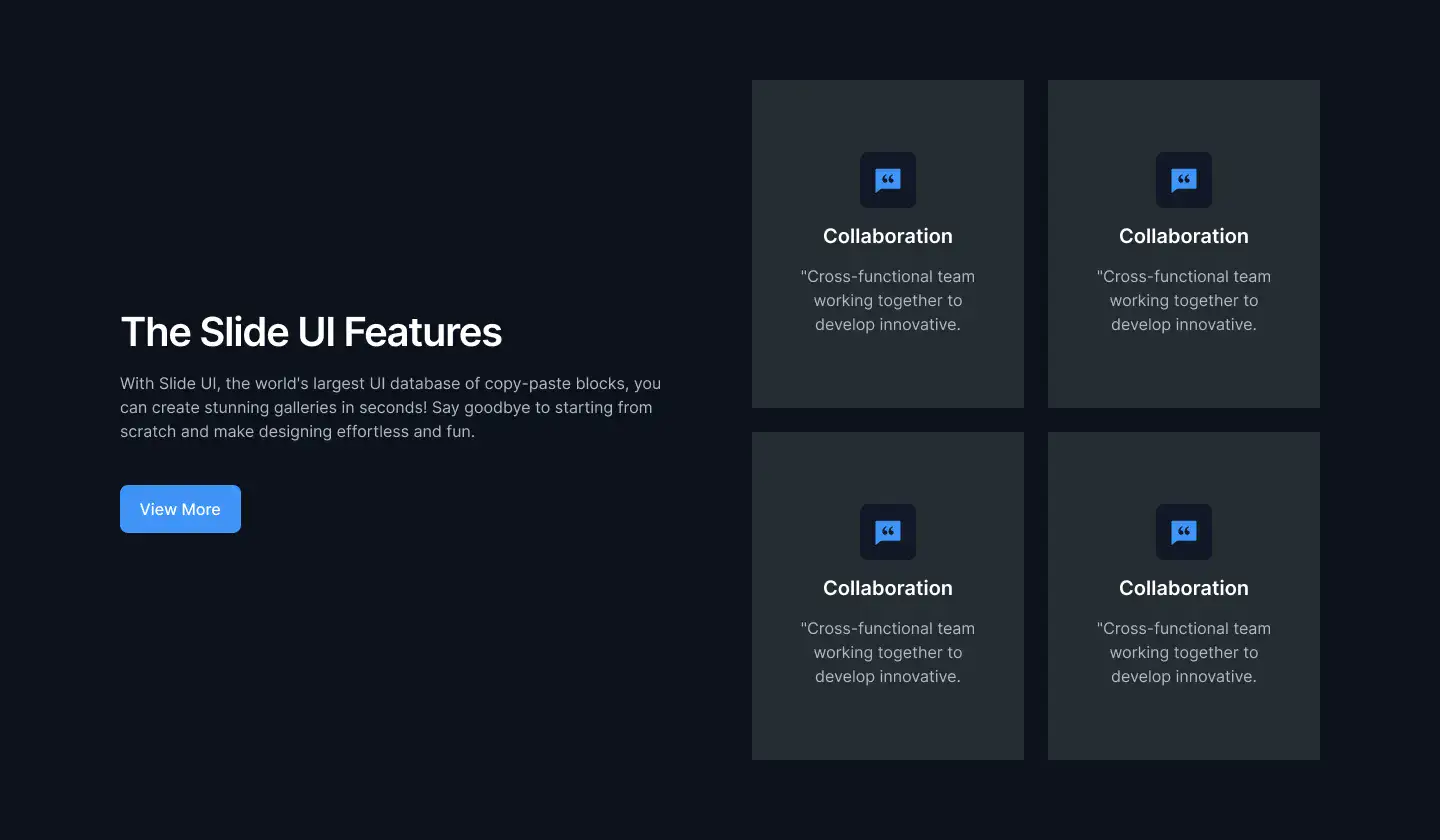 The Slide UI Features
With Slide UI, the world's largest UI database of copy-paste blocks, you
can create stunning galleries in seconds! Say goodbye to starting from
scratch and make designing effortless and fun.
View More
Collaboration
"Cross-functional team
working together to
develop innovative.
Collaboration
"Cross-functional team
working together to
develop innovative.
Collaboration
"Cross-functional team
working together to
develop innovative.
Collaboration
"Cross-functional team
working together to
develop innovative.